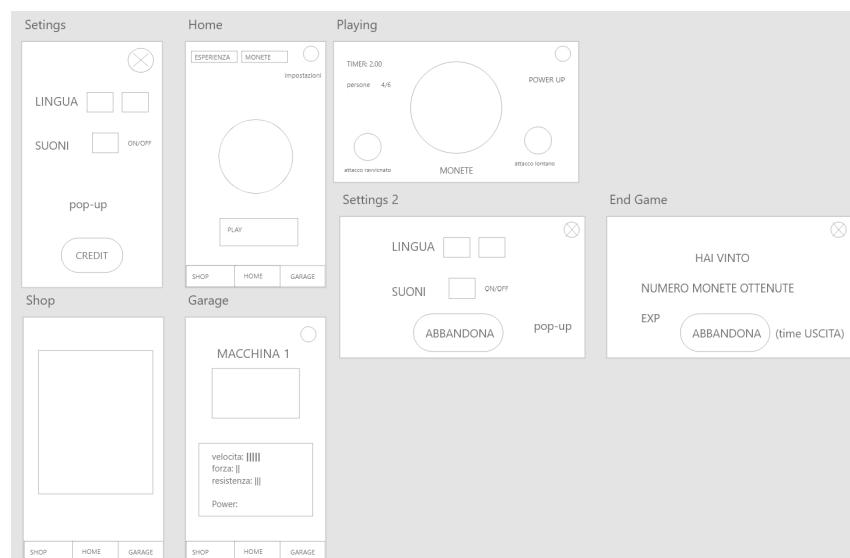 Setings
LINGUA
SUONI
ON/OFF
pop-up
CREDIT
Home
ESPERIENZA MONETE
impostazioni
PLAY
SHOP HOME GARAGE
Playing
TIMER: 2.00
persone 4/6
POWER UP
attacco ravvicinato
MONETE
attacco lontano
Settings 2
LINGUA
SUONI
ON/OFF
ABBANDONA
pop-up
End Game
HAI VINTO
NUMERO MONETE OTTENUTE
EXP
ABBANDONA (time USCITA)
Shop
SHOP HOME GARAGE
Garage
MACCHINA 1
velocita: |||||
forza: ||
resistenza: |||
Power:
SHOP HOME GARAGE